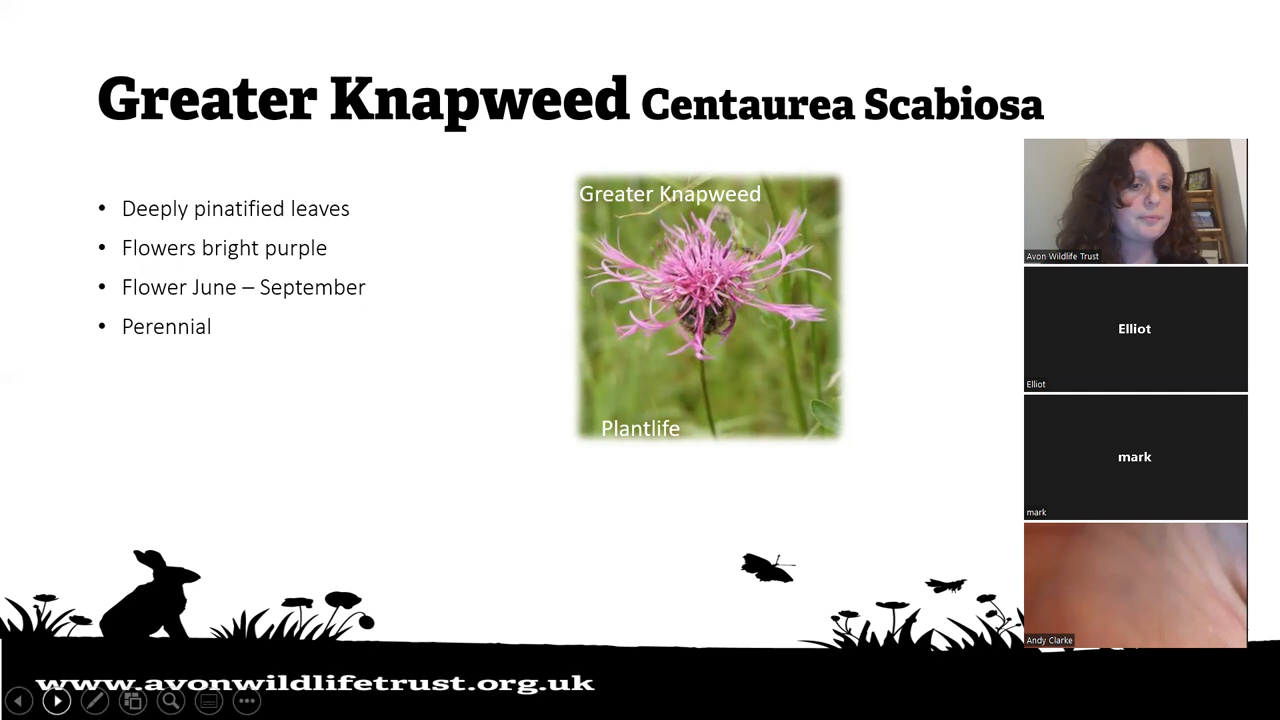 Greater Knapweed Centaurea Scabiosa
• Deeply pinatified leaves
• Flowers bright purple
• Flower June – September
• Perennial
Greater Knapweed
Plantlife
Avon Wildlife Trust
Elliot
Elliot
mark
mark
Andy Clarke
www.avonwildlifetrust.org.uk